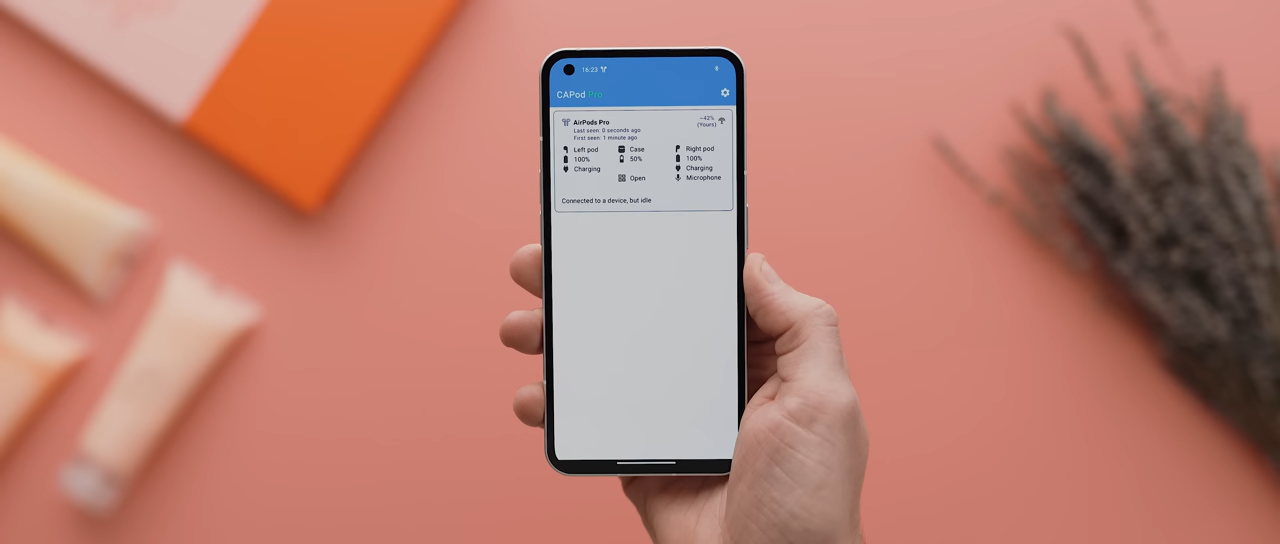 16:23
CAPod Pro
AirPods Pro
~42%
(Yours)
Last seen: 0 seconds ago
First seen: 1 minute ago
Left pod
Case
Right pod
100%
50%
100%
Charging
Charging
Open
Microphone
Connected to a device, but idle